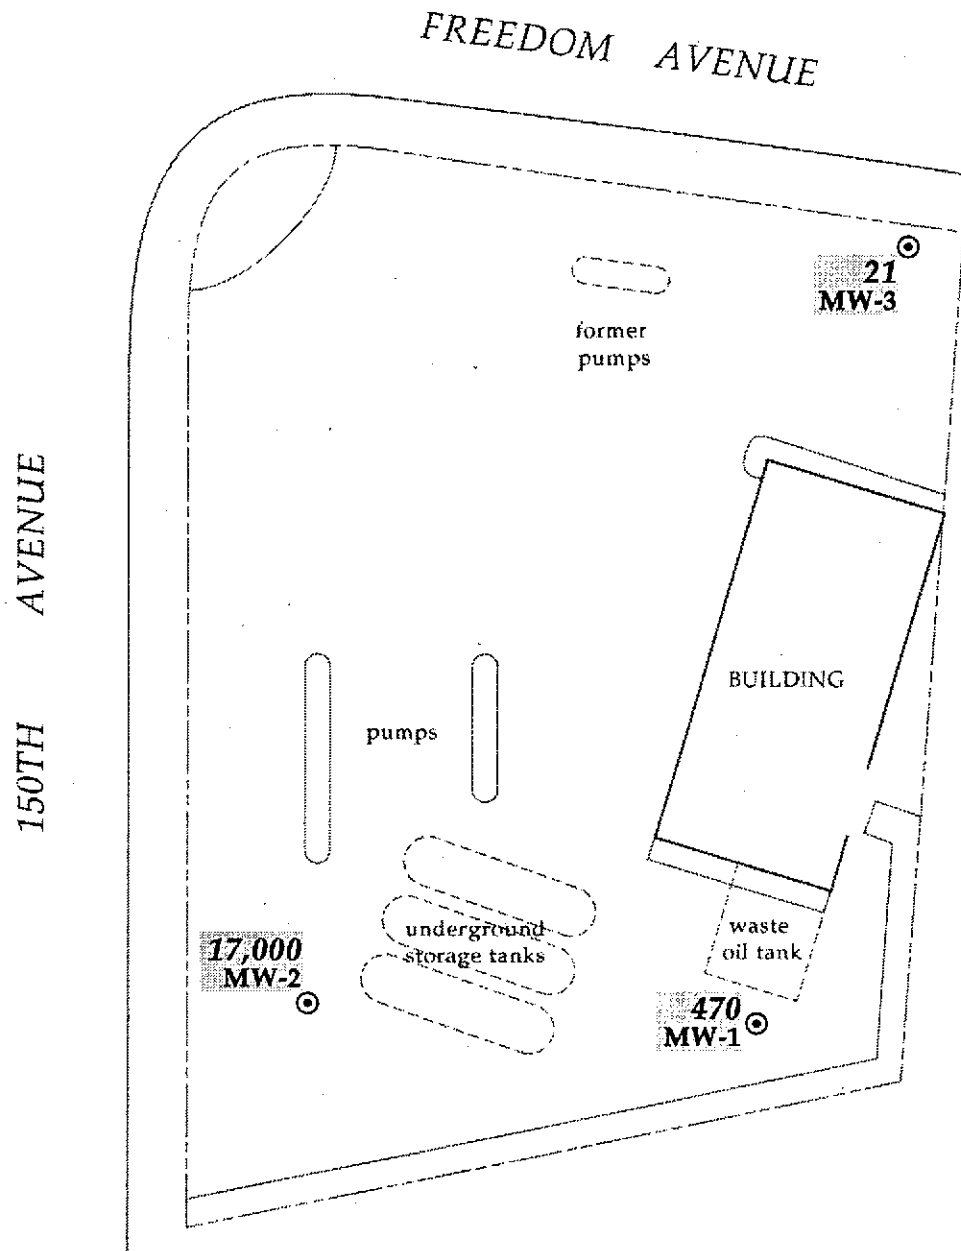 FREEDOM AVENUE
21
MW-3
former
pumps
150TH AVENUE
BUILDING
pumps
underground
storage tanks
waste
oil tank
17,000
MW-2
470
MW-1